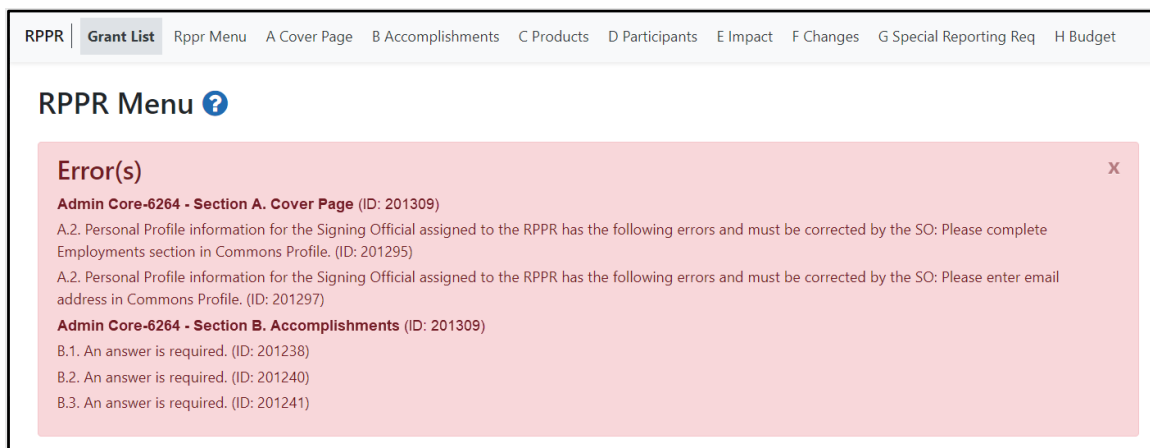 RPPR Grant List Rppr Menu A Cover Page B Accomplishments C Products D Participants E Impact F Changes G Special Reporting Req H Budget
RPPR Menu ?
Error(s) X
Admin Core-6264 - Section A. Cover Page (ID: 201309)
A.2. Personal Profile information for the Signing Official assigned to the RPPR has the following errors and must be corrected by the SO: Please complete
Employments section in Commons Profile. (ID: 201295)
A.2. Personal Profile information for the Signing Official assigned to the RPPR has the following errors and must be corrected by the SO: Please enter email
address in Commons Profile. (ID: 201297)
Admin Core-6264 - Section B. Accomplishments (ID: 201309)
B.1. An answer is required. (ID: 201238)
B.2. An answer is required. (ID: 201240)
B.3. An answer is required. (ID: 201241)